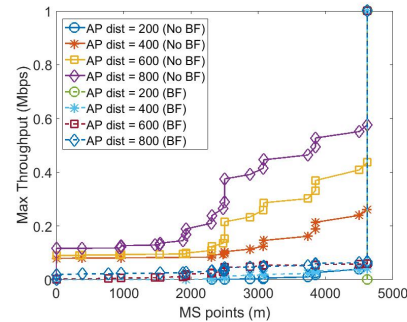 1
0.8
0.6
0.4
0.2
0
Max Throughput (Mbps)
AP dist = 200 (No BF)
AP dist = 400 (No BF)
AP dist = 600 (No BF)
AP dist = 800 (No BF)
AP dist = 200 (BF)
AP dist = 400 (BF)
AP dist = 600 (BF)
AP dist = 800 (BF)
0 1000 2000 3000 4000 5000
MS points (m)